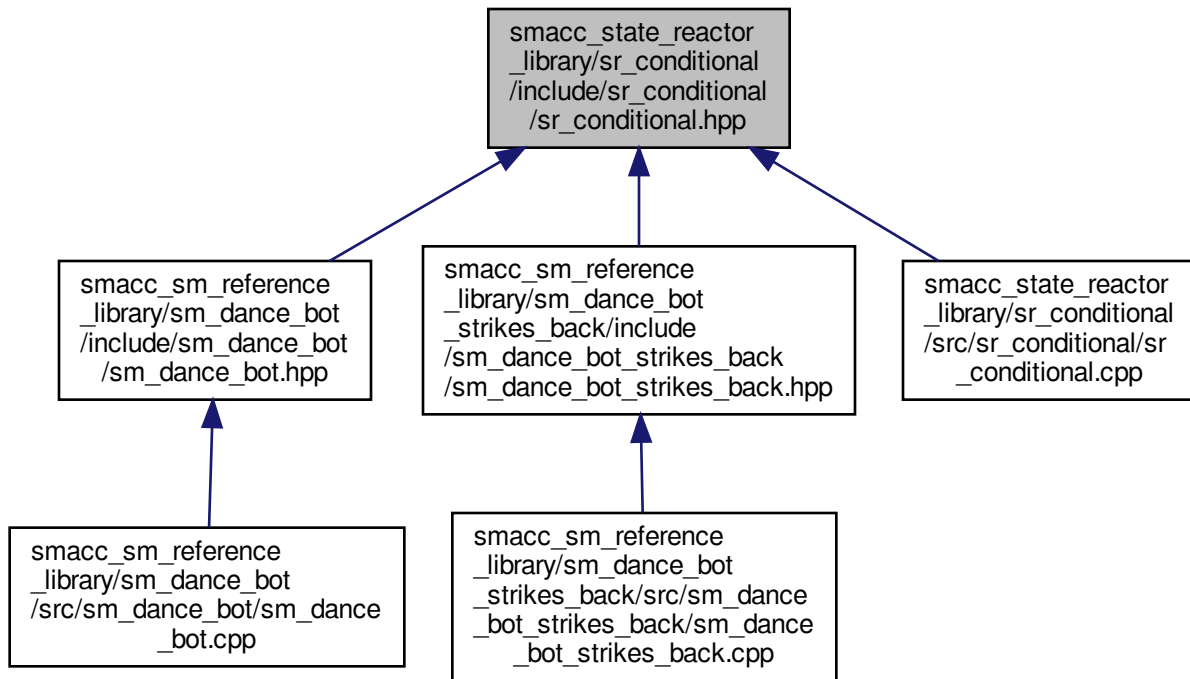 smacc_state_reactor
_library/sr_conditional
/include/sr_conditional
/sr_conditional.hpp
smacc_sm_reference
_library/sm_dance_bot
/include/sm_dance_bot
/sm_dance_bot.hpp
smacc_sm_reference
_library/sm_dance_bot
_strikes_back/include
/sm_dance_bot_strikes_back
/sm_dance_bot_strikes_back.hpp
smacc_state_reactor
_library/sr_conditional
/src/sr_conditional/sr
_conditional.cpp
smacc_sm_reference
_library/sm_dance_bot
/src/sm_dance_bot/sm_dance
_bot.cpp
smacc_sm_reference
_library/sm_dance_bot
_strikes_back/src/sm_dance
_bot_strikes_back/sm_dance
_bot_strikes_back.cpp